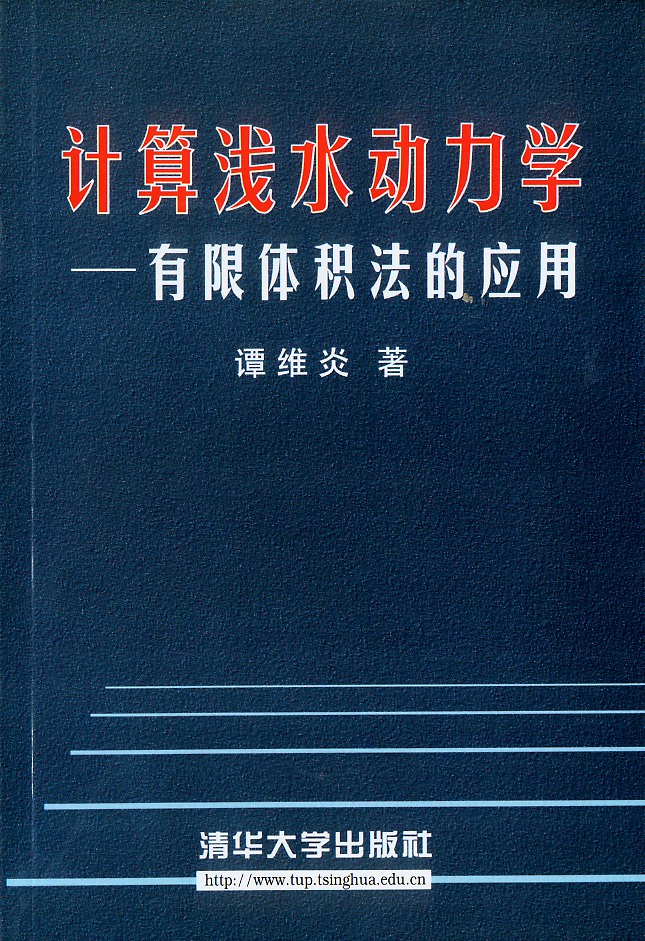 计算浅水动力学
—有限体积法的应用
谭维炎 著
清华大学出版社
http://www.tup.tsinghua.edu.cn